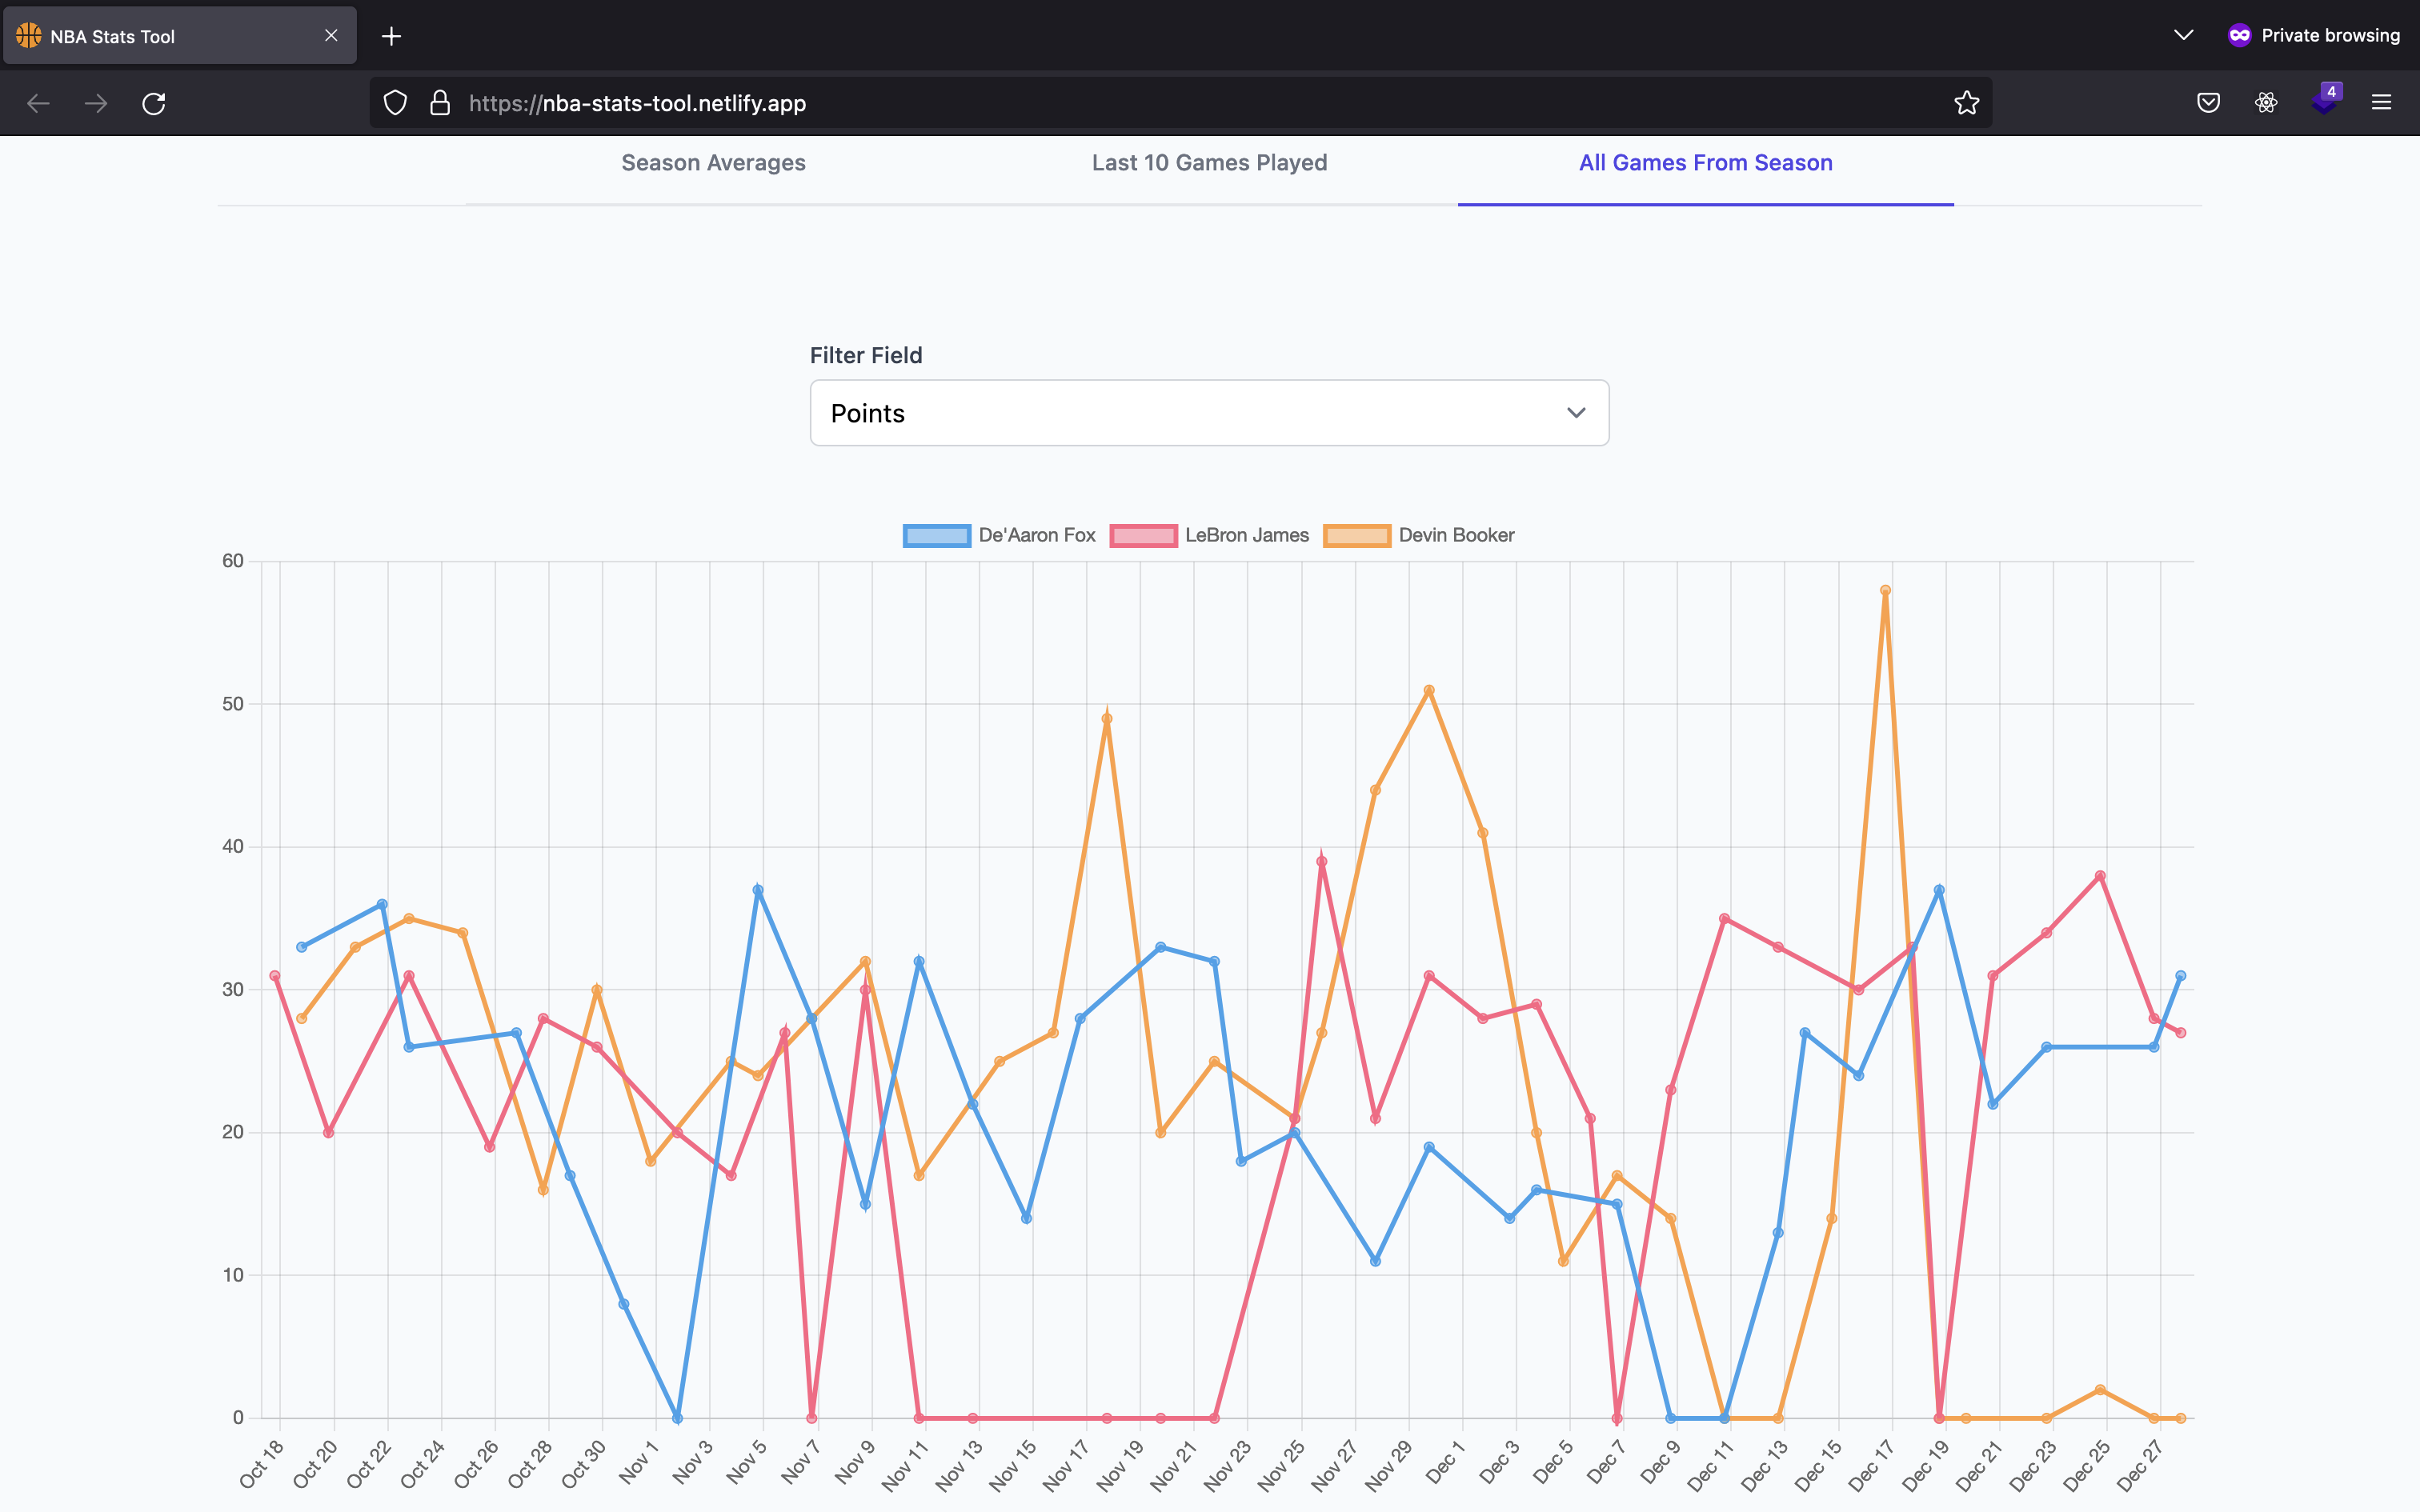 NBA Stats Tool
Private browsing
https://nba-stats-tool.netlify.app
4
Season Averages Last 10 Games Played All Games From Season
Filter Field
Points
De'Aaron Fox LeBron James Devin Booker
60
50
40
30
20
10
0
Oct 18 Oct 20 Oct 22 Oct 24 Oct 26 Oct 28 Oct 30 Nov 1 Nov 3 Nov 5 Nov 7 Nov 9 Nov 11 Nov 13 Nov 15 Nov 17 Nov 19 Nov 21 Nov 23 Nov 25 Nov 27 Nov 29 Dec 1 Dec 3 Dec 5 Dec 7 Dec 9 Dec 11 Dec 13 Dec 15 Dec 17 Dec 19 Dec 21 Dec 23 Dec 25 Dec 27